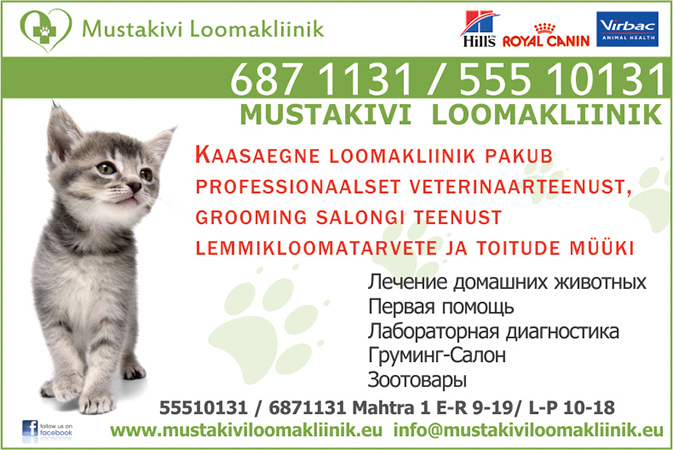 Mustakivi Loomakliinik
Hill's
ROYAL CANIN
Virbac
ANIMAL HEALTH
687 1131 / 555 10131
MUSTAKIVI LOOMAKLIINIK
KAASAEGNE LOOMAKLIINIK PAKUB
PROFESSIONAALSET VETERINAARTEENUST,
GROOMING SALONGI TEENUST
LEMMIKLOOMATARVETE JA TOITUDE MÜÜKI
Лечение домашних животных
Первая помощь
Лабораторная диагностика
Груминг-Салон
Зоотовары
55510131 / 6871131 Mahtra 1 E-R 9-19/ L-P 10-18
follow us on
facebook
www.mustakiviloomakliinik.eu info@mustakiviloomakliinik.eu